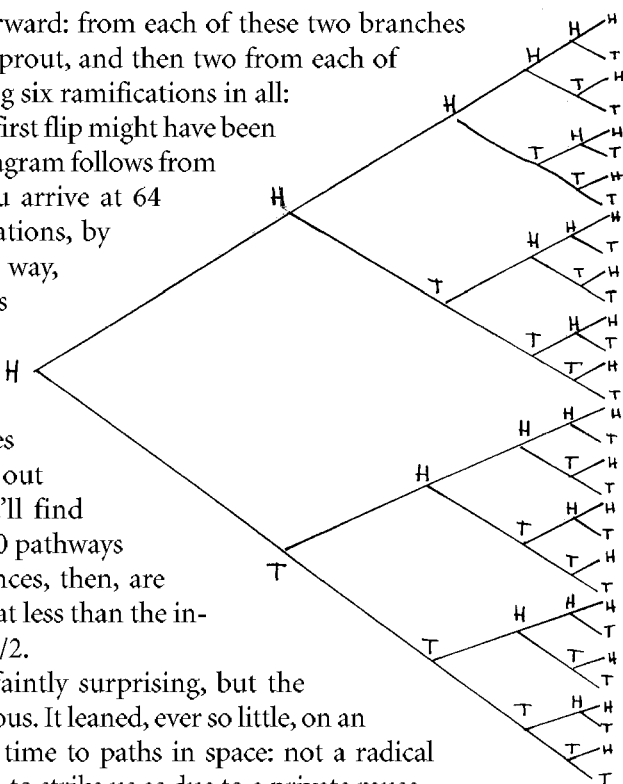 rward: from each of these two branches
prout, and then two from each of
g six ramifications in all:
first flip might have been
agram follows from
u arrive at 64
ations, by
way,
s
es
out
'll find
0 pathways
nces, then, are
at less than the in-
/2.
faintly surprising, but the
ous. It leaned, ever so little, on an
time to paths in space: not a radical
H
H
T
H
T
H
T
H
T
H
T
H
T
H
T
H
T
H
T
H
T
H
T
H
T
H
T
H
T
H
T
H
T
H
T
H
T
H
T
H
T
H
T
H
T
H
T
H
T
H
T
H
T
H
T
H
T
H
T
H
T
H
T
H
T